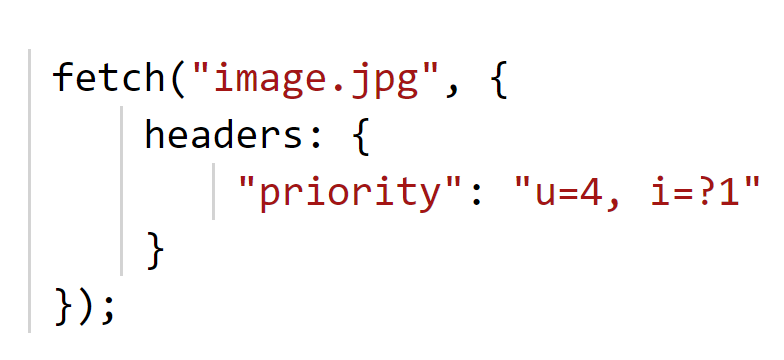 fetch("image.jpg", {
    headers: {
        "priority": "u=4, i=?1"
    }
});